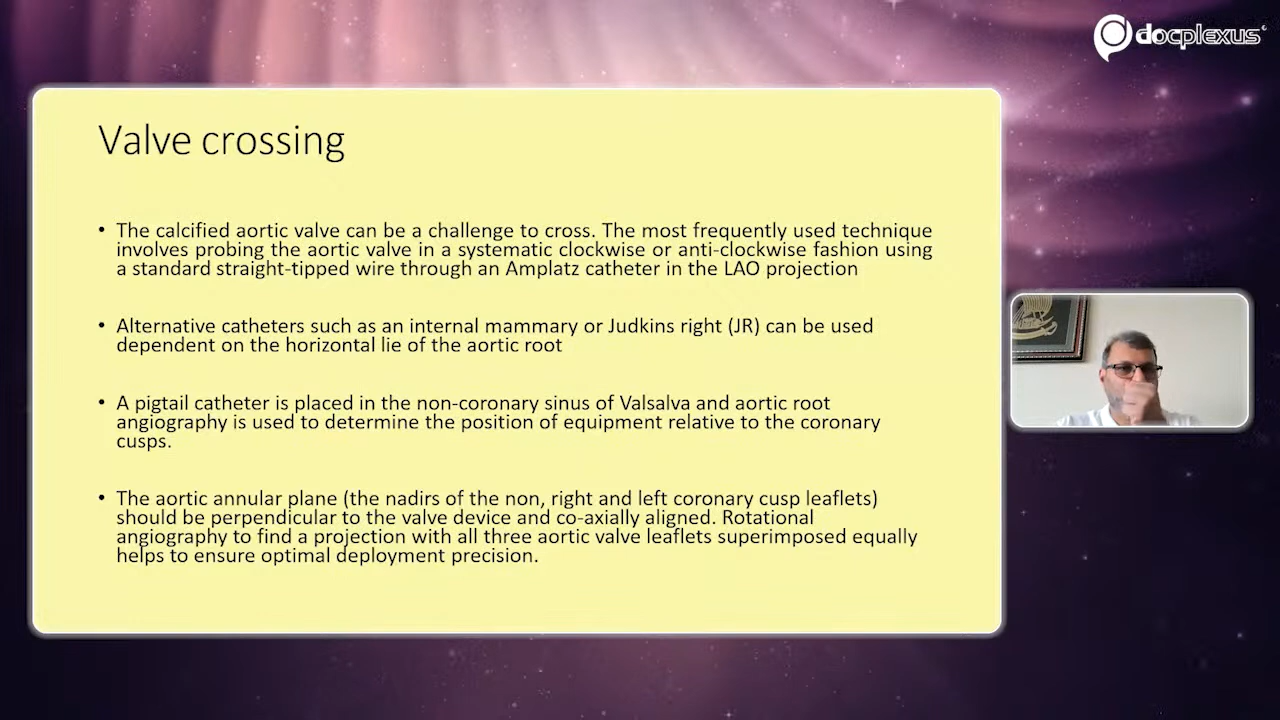 docplexus
Valve crossing
• The calcified aortic valve can be a challenge to cross. The most frequently used technique
involves probing the aortic valve in a systematic clockwise or anti-clockwise fashion using
a standard straight-tipped wire through an Amplatz catheter in the LAO projection
• Alternative catheters such as an internal mammary or Judkins right (JR) can be used
dependent on the horizontal lie of the aortic root
• A pigtail catheter is placed in the non-coronary sinus of Valsalva and aortic root
angiography is used to determine the position of equipment relative to the coronary
cusps.
• The aortic annular plane (the nadirs of the non, right and left coronary cusp leaflets)
should be perpendicular to the valve device and co-axially aligned. Rotational
angiography to find a projection with all three aortic valve leaflets superimposed equally
helps to ensure optimal deployment precision.